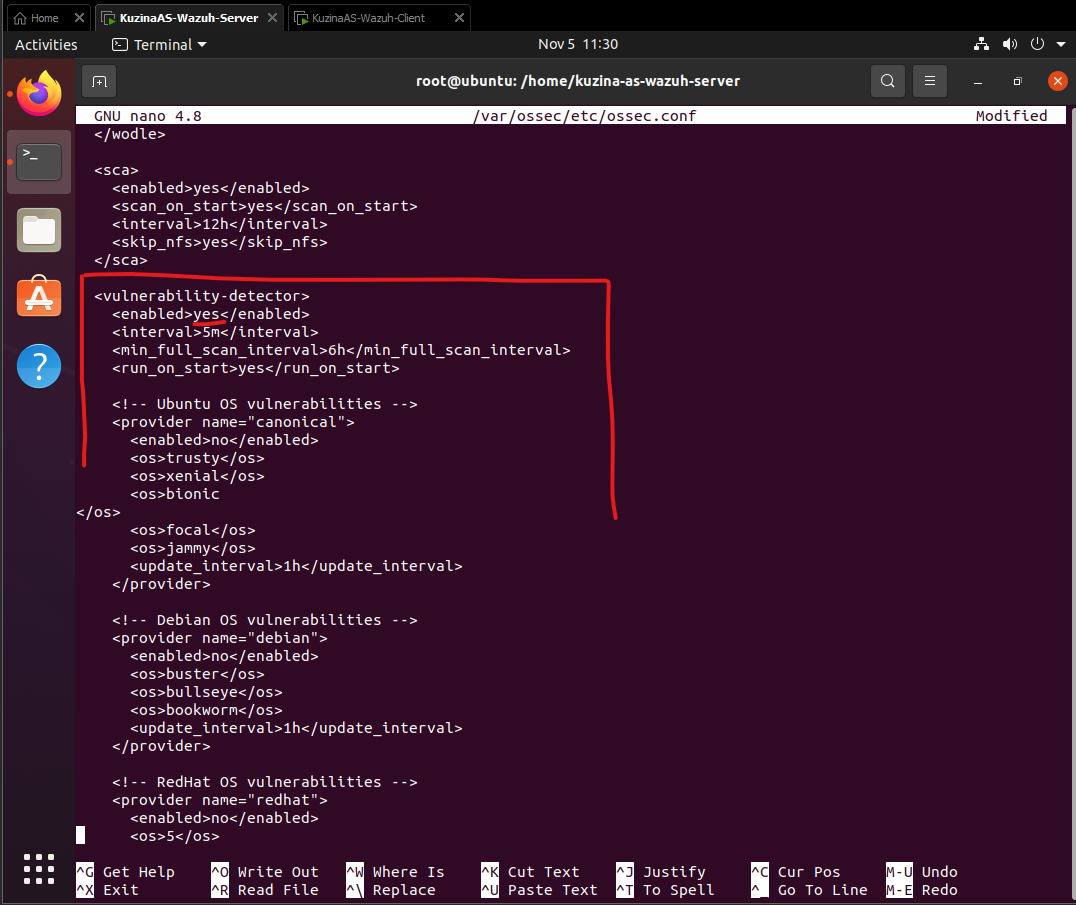 Home
KuzinaAS-Wazuh-Server
KuzinaAS-Wazuh-Client
Activities
Terminal
Nov 5 11:30
root@ubuntu: /home/kuzina-as-wazuh-server
GNU nano 4.8 /var/ossec/etc/ossec.conf Modified
</wodle>
<sca>
<enabled>yes</enabled>
<scan_on_start>yes</scan_on_start>
<interval>12h</interval>
<skip_nfs>yes</skip_nfs>
</sca>
<vulnerability-detector>
<enabled>yes</enabled>
<interval>5m</interval>
<min_full_scan_interval>6h</min_full_scan_interval>
<run_on_start>yes</run_on_start>
<!-- Ubuntu OS vulnerabilities -->
<provider name="canonical">
<enabled>no</enabled>
<os>trusty</os>
<os>xenial</os>
<os>bionic
</os>
<os>focal</os>
<os>jammy</os>
<update_interval>1h</update_interval>
</provider>
<!-- Debian OS vulnerabilities -->
<provider name="debian">
<enabled>no</enabled>
<os>buster</os>
<os>bullseye</os>
<os>bookworm</os>
<update_interval>1h</update_interval>
</provider>
<!-- RedHat OS vulnerabilities -->
<provider name="redhat">
<enabled>no</enabled>
<os>5</os>
^G Get Help ^O Write Out ^W Where Is ^K Cut Text ^J Justify ^C Cur Pos M-U Undo
^X Exit ^R Read File ^\ Replace ^U Paste Text ^T To Spell ^_ Go To Line M-E Redo